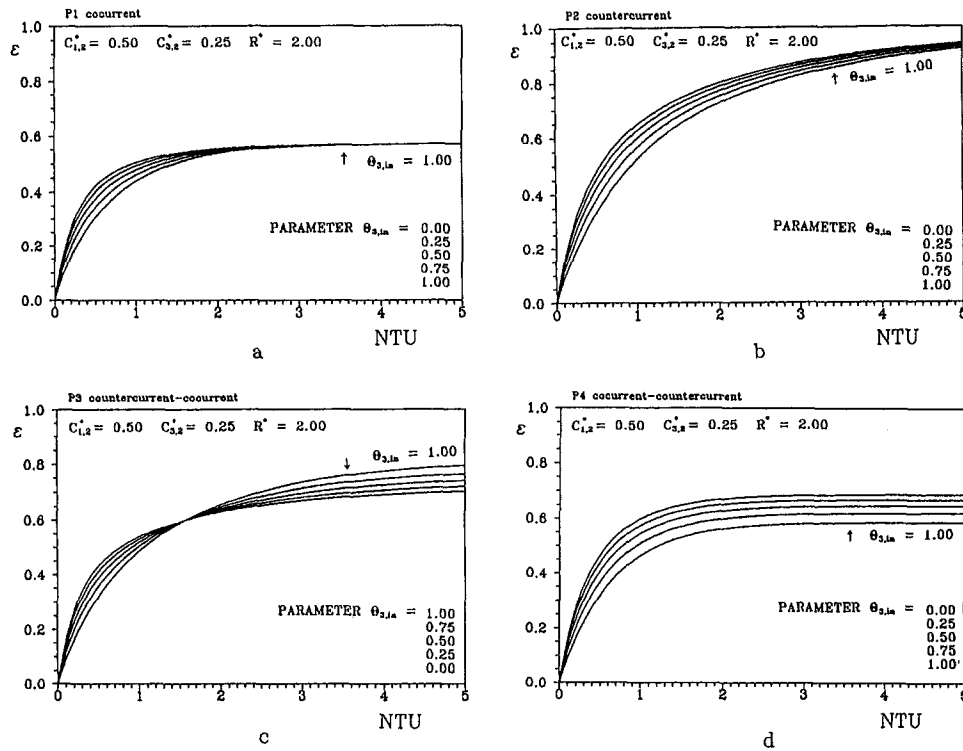 P1 cocurrent
C*1,2 = 0.50 C*3,2 = 0.25 R* = 2.00
ε
1.0
0.8
0.6
0.4
0.2
0.0
↑ θ3,in = 1.00
PARAMETER θ3,in = 0.00
0.25
0.50
0.75
1.00
0 1 2 3 4 5
NTU
a
P2 countercurrent
C*1,2 = 0.50 C*3,2 = 0.25 R* = 2.00
ε
1.0
0.8
0.6
0.4
0.2
0.0
↑ θ3,in = 1.00
PARAMETER θ3,in = 0.00
0.25
0.50
0.75
1.00
0 1 2 3 4 5
NTU
b
P3 countercurrent-cocurrent
C*1,2 = 0.50 C*3,2 = 0.25 R* = 2.00
ε
1.0
0.8
0.6
0.4
0.2
0.0
↓ θ3,in = 1.00
PARAMETER θ3,in = 1.00
0.75
0.50
0.25
0.00
0 1 2 3 4 5
NTU
c
P4 cocurrent-countercurrent
C*1,2 = 0.50 C*3,2 = 0.25 R* = 2.00
ε
1.0
0.8
0.6
0.4
0.2
0.0
↑ θ3,in = 1.00
PARAMETER θ3,in = 0.00
0.25
0.50
0.75
1.00
0 1 2 3 4 5
NTU
d